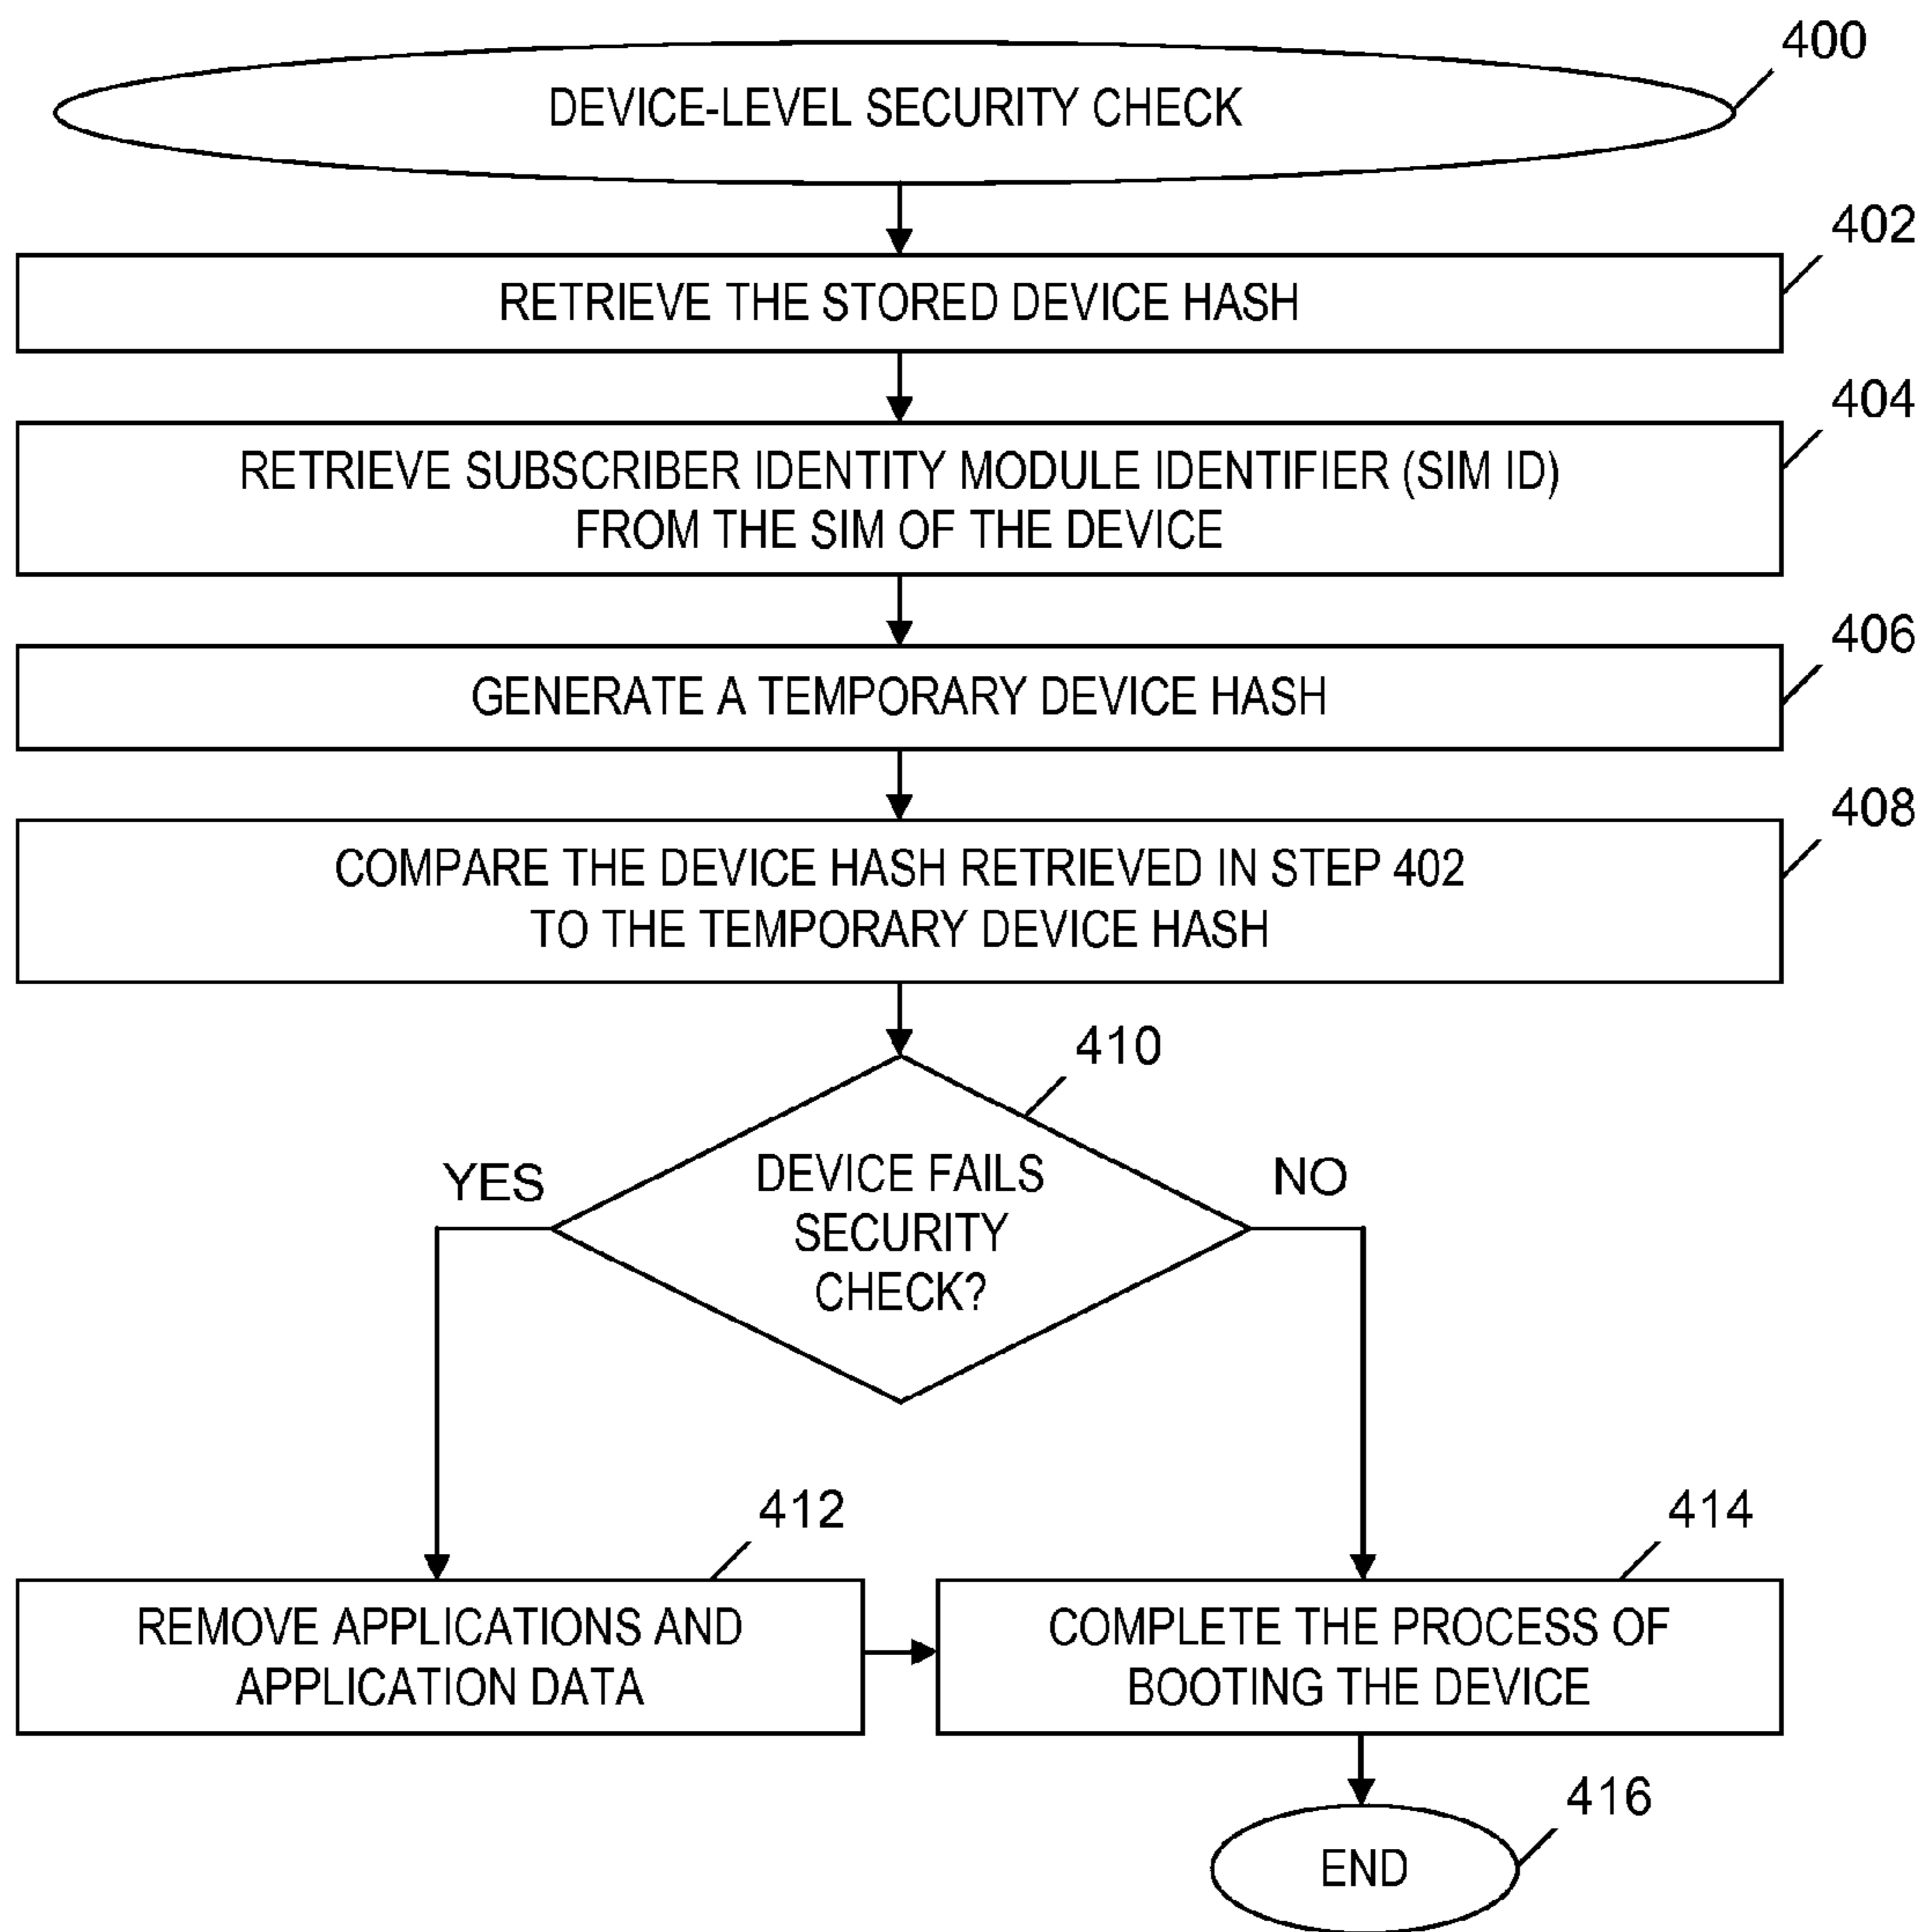 400
DEVICE-LEVEL SECURITY CHECK
402
RETRIEVE THE STORED DEVICE HASH
404
RETRIEVE SUBSCRIBER IDENTITY MODULE IDENTIFIER (SIM ID)
FROM THE SIM OF THE DEVICE
406
GENERATE A TEMPORARY DEVICE HASH
408
COMPARE THE DEVICE HASH RETRIEVED IN STEP 402
TO THE TEMPORARY DEVICE HASH
410
DEVICE FAILS
SECURITY
CHECK?
YES
NO
412
REMOVE APPLICATIONS AND
APPLICATION DATA
414
COMPLETE THE PROCESS OF
BOOTING THE DEVICE
416
END